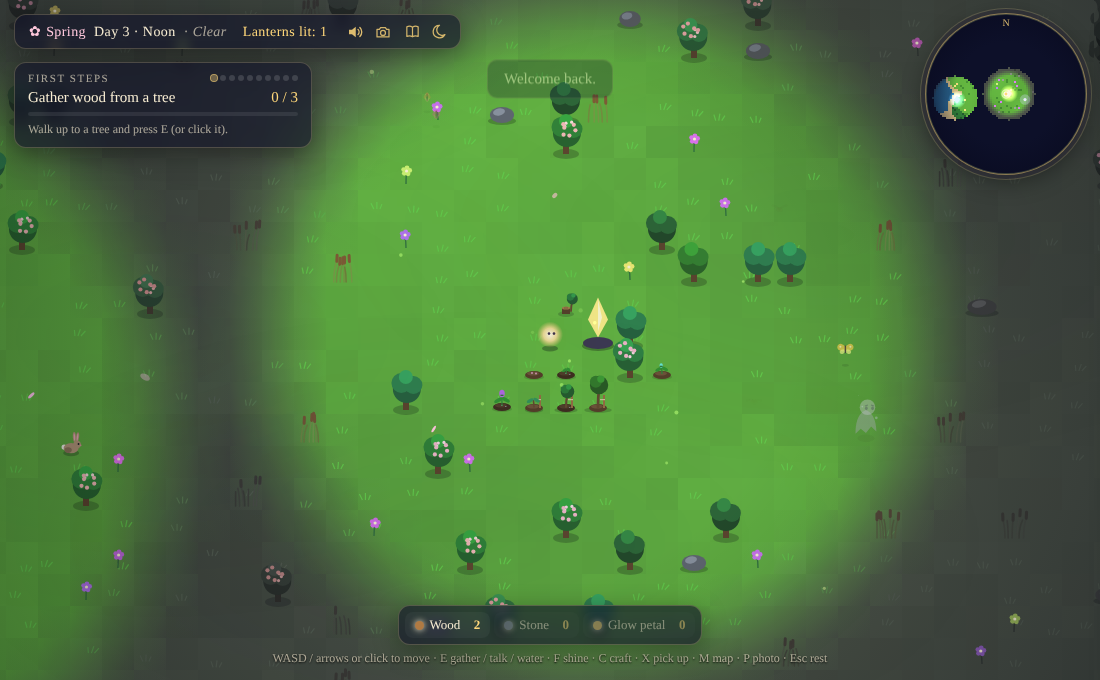 Spring Day 3 · Noon · Clear Lanterns lit: 1
FIRST STEPS
Gather wood from a tree 0 / 3
Walk up to a tree and press E (or click it).
Welcome back.
N
Wood 2 Stone 0 Glow petal 0
WASD / arrows or click to move · E gather / talk / water · F shine · C craft · X pick up · M map · P photo · Esc rest